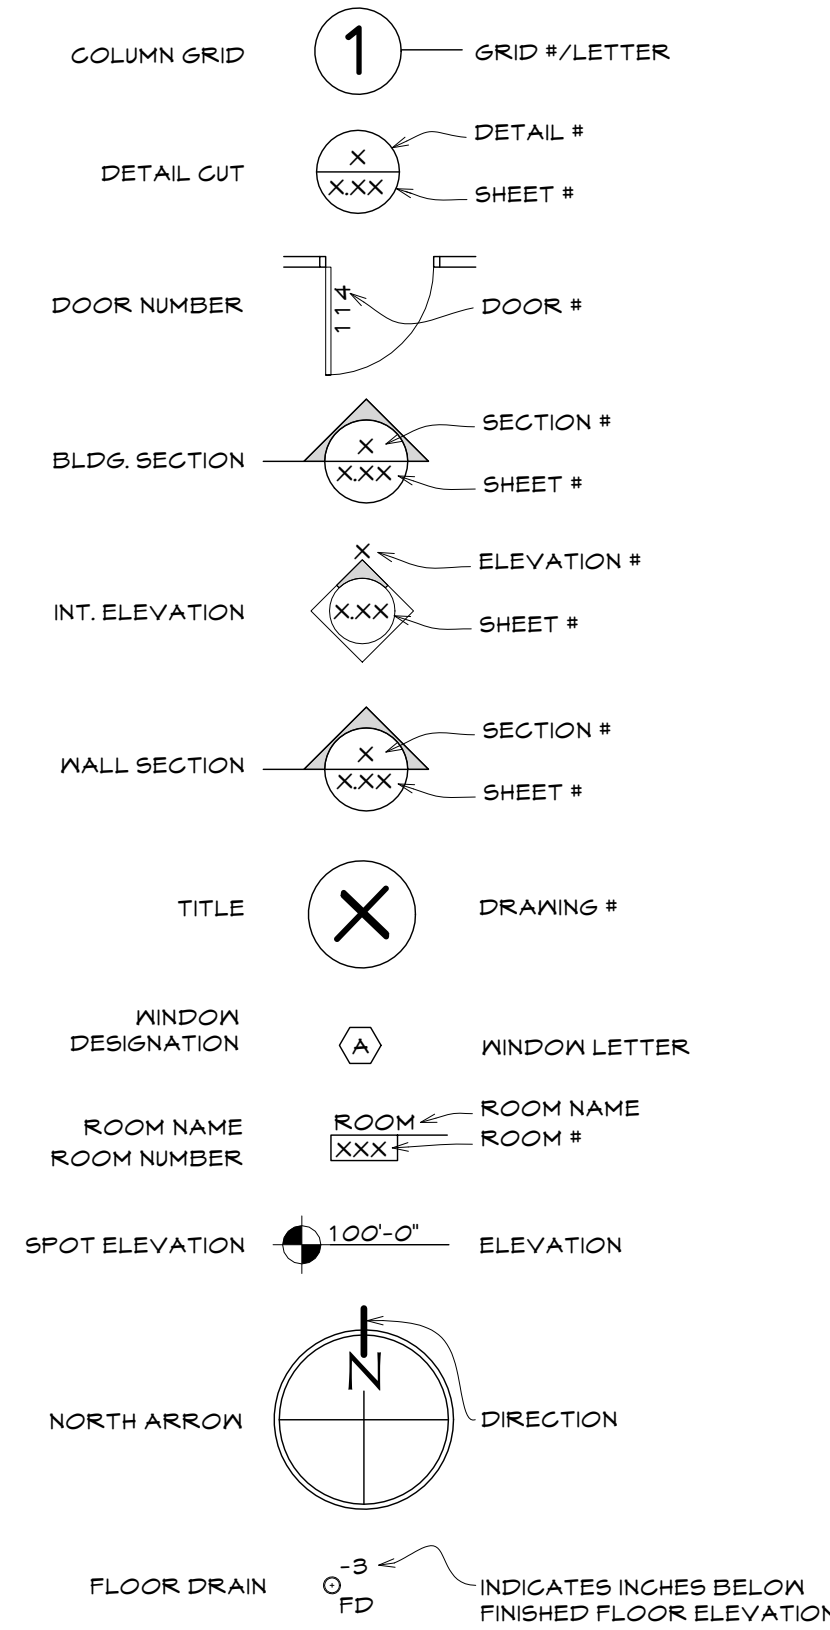 COLUMN GRID 1 GRID #/LETTER
DETAIL #
DETAIL CUT X
X.XX SHEET #
DOOR NUMBER 114 DOOR #
SECTION #
X
BLDG. SECTION
X.XX SHEET #
X ELEVATION #
INT. ELEVATION X.XX SHEET #
SECTION #
X
WALL SECTION
X.XX SHEET #
TITLE X DRAWING #
WINDOW
DESIGNATION A WINDOW LETTER
ROOM NAME ROOM ROOM NAME
ROOM NUMBER XXX ROOM #
SPOT ELEVATION 100'-0" ELEVATION
N
NORTH ARROW DIRECTION
-3
FLOOR DRAIN INDICATES INCHES BELOW
FD FINISHED FLOOR ELEVATION